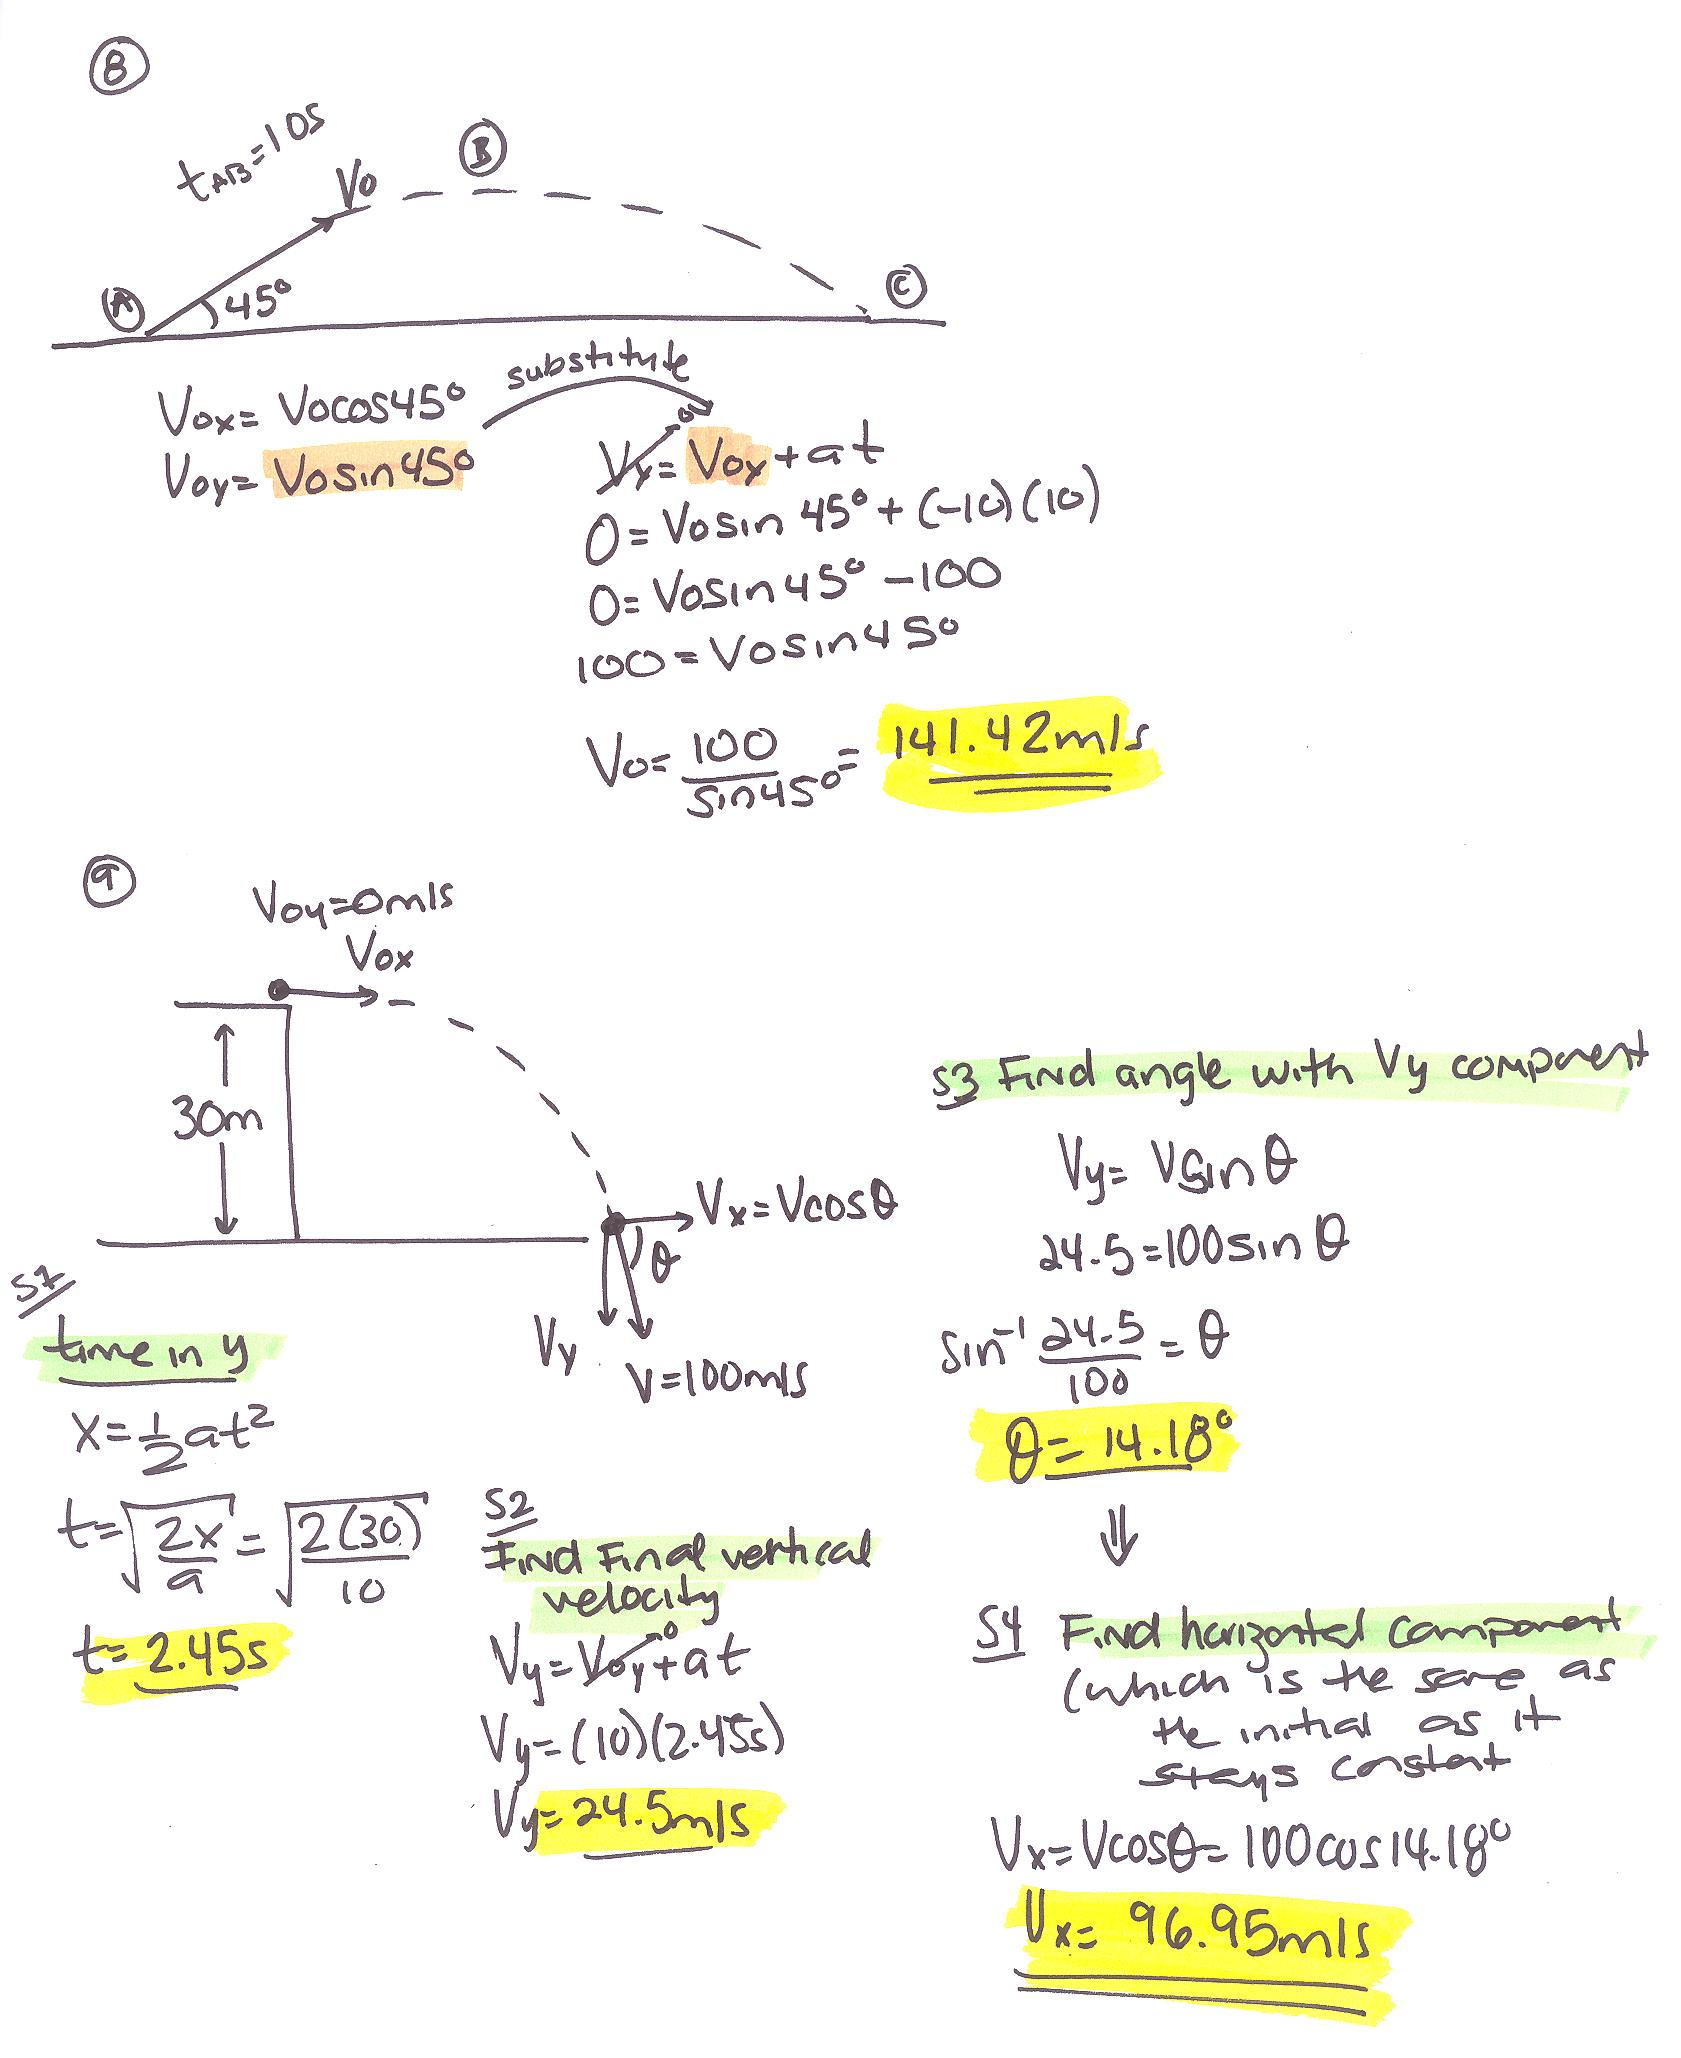 8
tAB=10s
Vo
B
A
45°
C
Vox= Vocos45°
Voy= Vosin45°
substitute
0
Vy= Voy+at
0=Vosin 45°+(-10)(10)
0=Vosin45°-100
100=Vosin45°
Vo= 100/sin45° = 141.42m/s
9
Voy=0m/s
Vox
30m
Vx=Vcosθ
θ
Vy
V=100m/s
S1
time in y
X=½at²
t=√(2x/a) = √(2(30)/10)
t= 2.45s
S2
Find Final vertical
velocity
0
Vy=Voy+at
Vy=(10)(2.45s)
Vy=24.5m/s
S3 Find angle with Vy component
Vy= Vsinθ
24.5=100sinθ
sin⁻¹ 24.5/100 = θ
θ= 14.18°
⇓
S4 Find horizontal component
(which is the same as
the initial as it
stays constant
Vx=Vcosθ=100cos14.18°
Vx= 96.95m/s